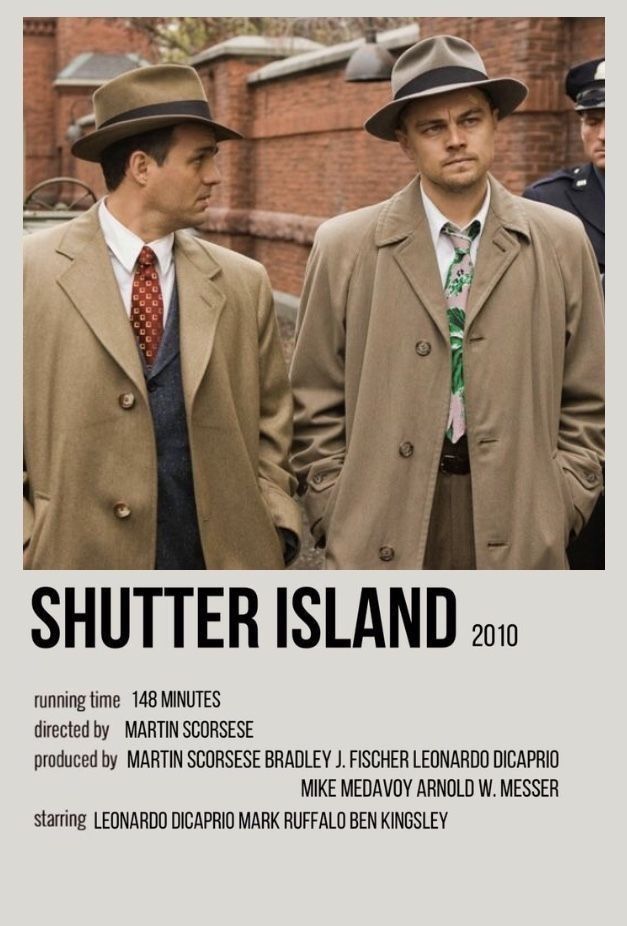 SHUTTER ISLAND 2010
running time 148 MINUTES
directed by MARTIN SCORSESE
produced by MARTIN SCORSESE BRADLEY J. FISCHER LEONARDO DICAPRIO
MIKE MEDAVOY ARNOLD W. MESSER
starring LEONARDO DICAPRIO MARK RUFFALO BEN KINGSLEY